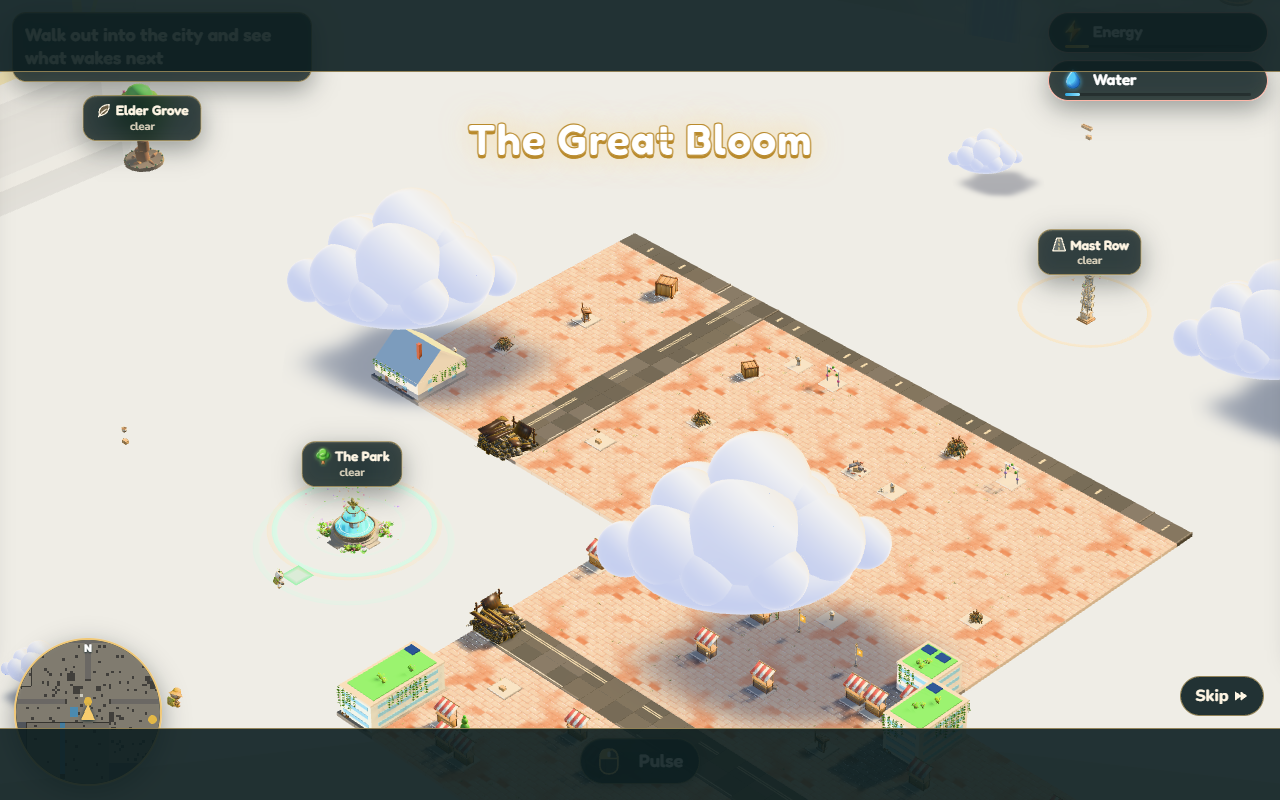 Walk out into the city and see
what wakes next
Energy
Water
Elder Grove
clear
The Great Bloom
Mast Row
clear
The Park
clear
N
Skip
Pulse